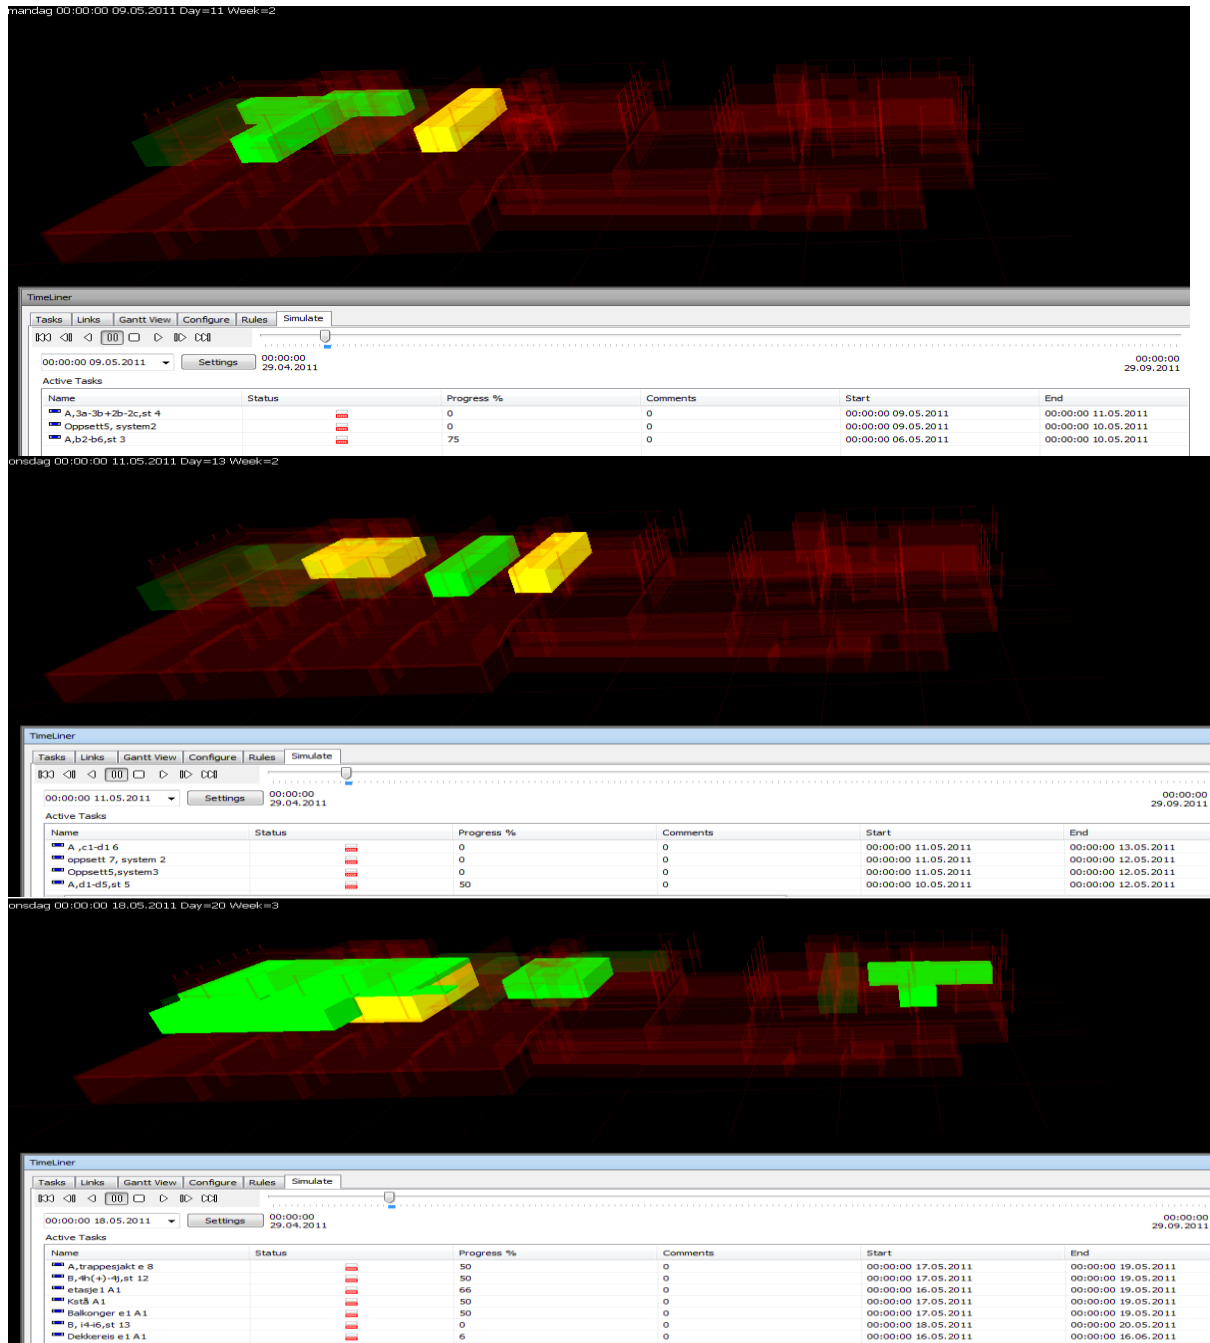 mandag 00:00:00 09.05.2011 Day=11 Week=2
TimeLiner
Tasks Links Gantt View Configure Rules Simulate
00:00:00 09.05.2011 Settings 00:00:00 29.04.2011 00:00:00 29.09.2011
Active Tasks
Name Status Progress % Comments Start End
A,3a-3b+2b-2c,st 4 0 0 00:00:00 09.05.2011 00:00:00 11.05.2011
Oppsett5, system2 0 0 00:00:00 09.05.2011 00:00:00 10.05.2011
A,b2-b6,st 3 75 0 00:00:00 06.05.2011 00:00:00 10.05.2011
onsdag 00:00:00 11.05.2011 Day=13 Week=2
TimeLiner
Tasks Links Gantt View Configure Rules Simulate
00:00:00 11.05.2011 Settings 00:00:00 29.04.2011 00:00:00 29.09.2011
Active Tasks
Name Status Progress % Comments Start End
A ,c1-d1 6 0 0 00:00:00 11.05.2011 00:00:00 13.05.2011
oppsett 7, system 2 0 0 00:00:00 11.05.2011 00:00:00 12.05.2011
Oppsett5,system3 0 0 00:00:00 11.05.2011 00:00:00 12.05.2011
A,d1-d5,st 5 50 0 00:00:00 10.05.2011 00:00:00 12.05.2011
onsdag 00:00:00 18.05.2011 Day=20 Week=3
TimeLiner
Tasks Links Gantt View Configure Rules Simulate
00:00:00 18.05.2011 Settings 00:00:00 29.04.2011 00:00:00 29.09.2011
Active Tasks
Name Status Progress % Comments Start End
A,trappesjakt e 8 50 0 00:00:00 17.05.2011 00:00:00 19.05.2011
B,4h(+)-4j,st 12 50 0 00:00:00 17.05.2011 00:00:00 19.05.2011
etasje1 A1 66 0 00:00:00 16.05.2011 00:00:00 19.05.2011
Kstå A1 50 0 00:00:00 17.05.2011 00:00:00 19.05.2011
Balkonger e1 A1 50 0 00:00:00 17.05.2011 00:00:00 19.05.2011
B, i4-i6,st 13 0 0 00:00:00 18.05.2011 00:00:00 20.05.2011
Dekkereis e1 A1 6 0 00:00:00 16.05.2011 00:00:00 16.06.2011